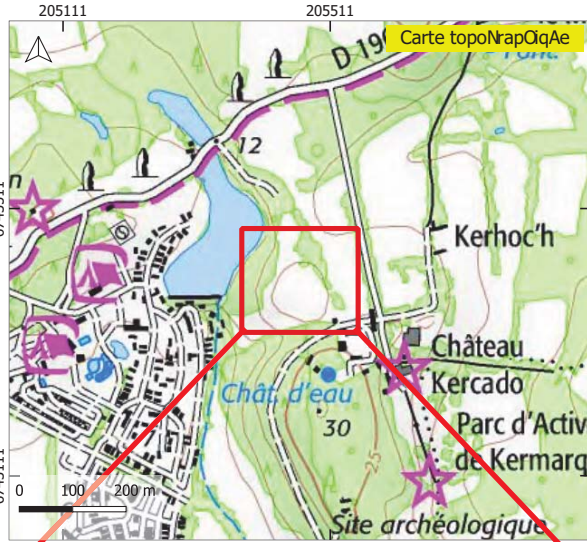 205111 205511
Carte topoNrapOiqAe
D 19
Font.
12
n
Kerhoc'h
Château
Kercado
Chât. d'eau
30
25
Parc d'Activ
de Kermarq
0 100 200 m
Site archéologique